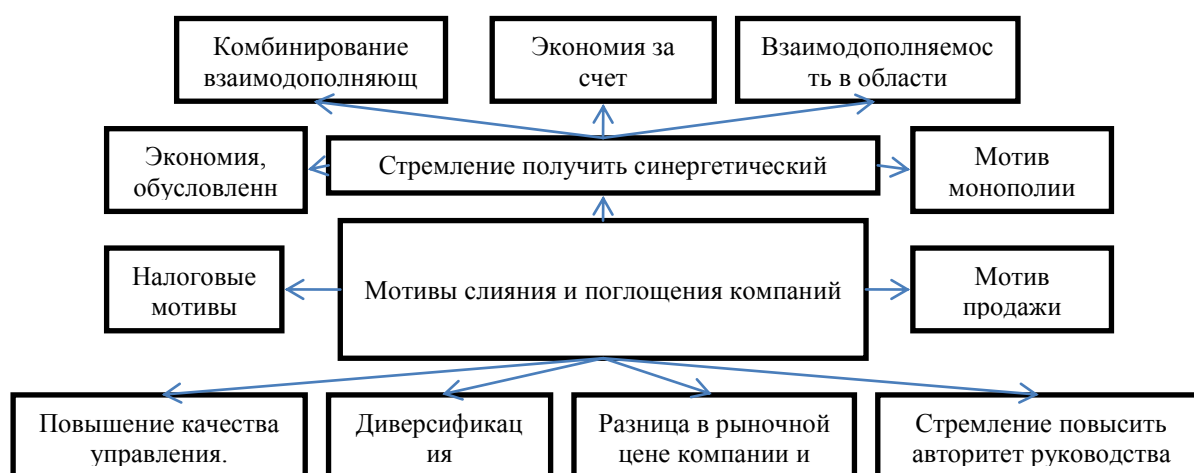 Комбинирование
взаимодополняющ
Экономия за
счет
Взаимодополняемос
ть в области
Экономия,
обусловленн
Стремление получить синергетический
Мотив
монополии
Налоговые
мотивы
Мотивы слияния и поглощения компаний
Мотив
продажи
Повышение качества
управления.
Диверсификац
ия
Разница в рыночной
цене компании и
Стремление повысить
авторитет руководства